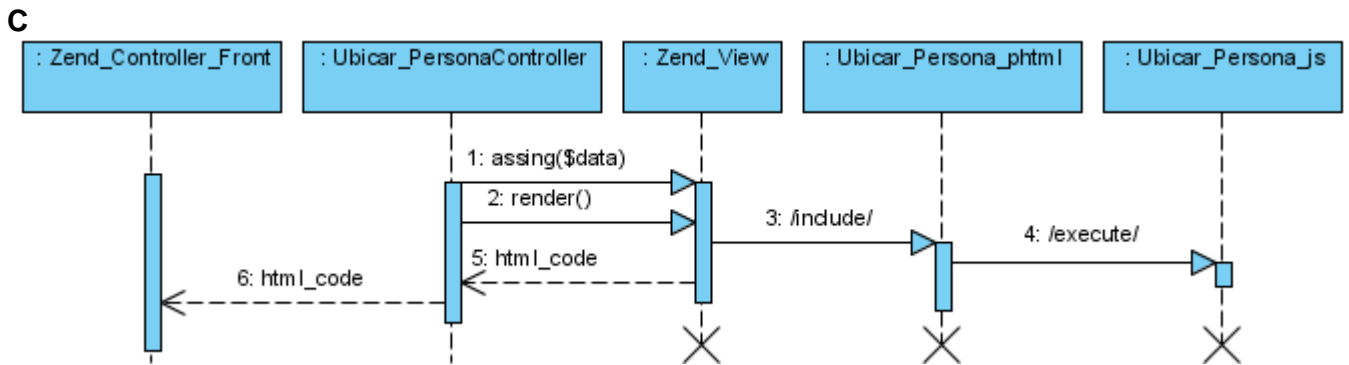 C
: Zend_Controller_Front
: Ubicar_PersonaController
: Zend_View
: Ubicar_Persona_phtml
: Ubicar_Persona_js
1: assing($data)
2: render()
3: /include/
4: /execute/
5: html_code
6: html_code